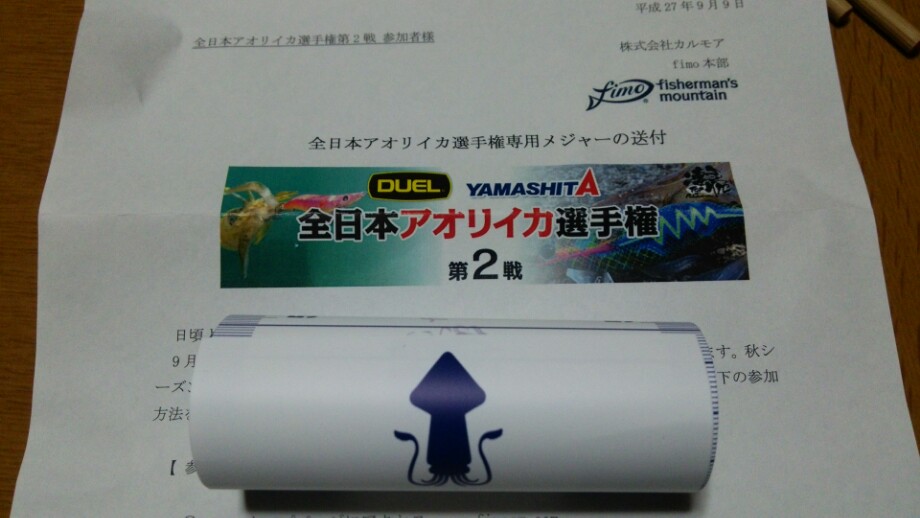 平成27年9月9日
全日本アオリイカ選手権第2戦 参加者様
株式会社カルモア
fimo本部
fimo fisherman's
mountain
全日本アオリイカ選手権専用メジャーの送付
DUEL YAMASHITA
全日本アオリイカ選手権
第2戦
日頃
9月 す。秋シ
ーズン 下の参加
方法を
【 参